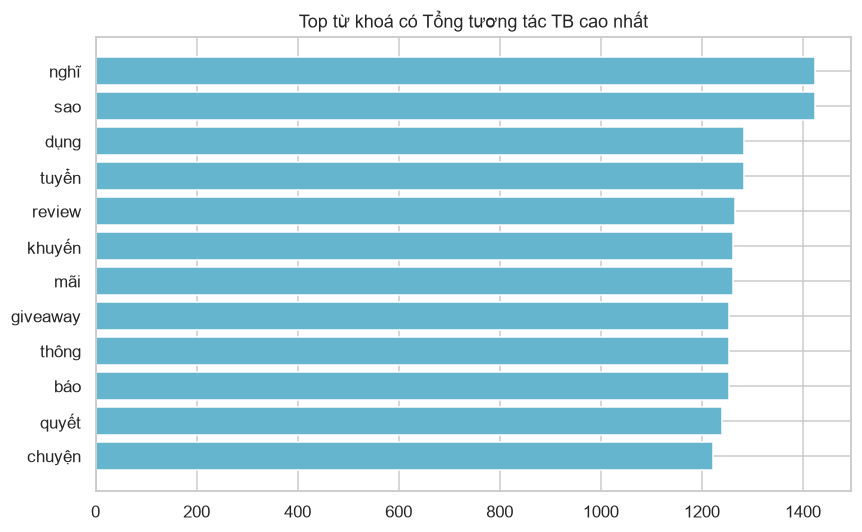 Top từ khoá có Tổng tương tác TB cao nhất
nghĩ
sao
dụng
tuyển
review
khuyến
mãi
giveaway
thông
báo
quyết
chuyện
0 200 400 600 800 1000 1200 1400